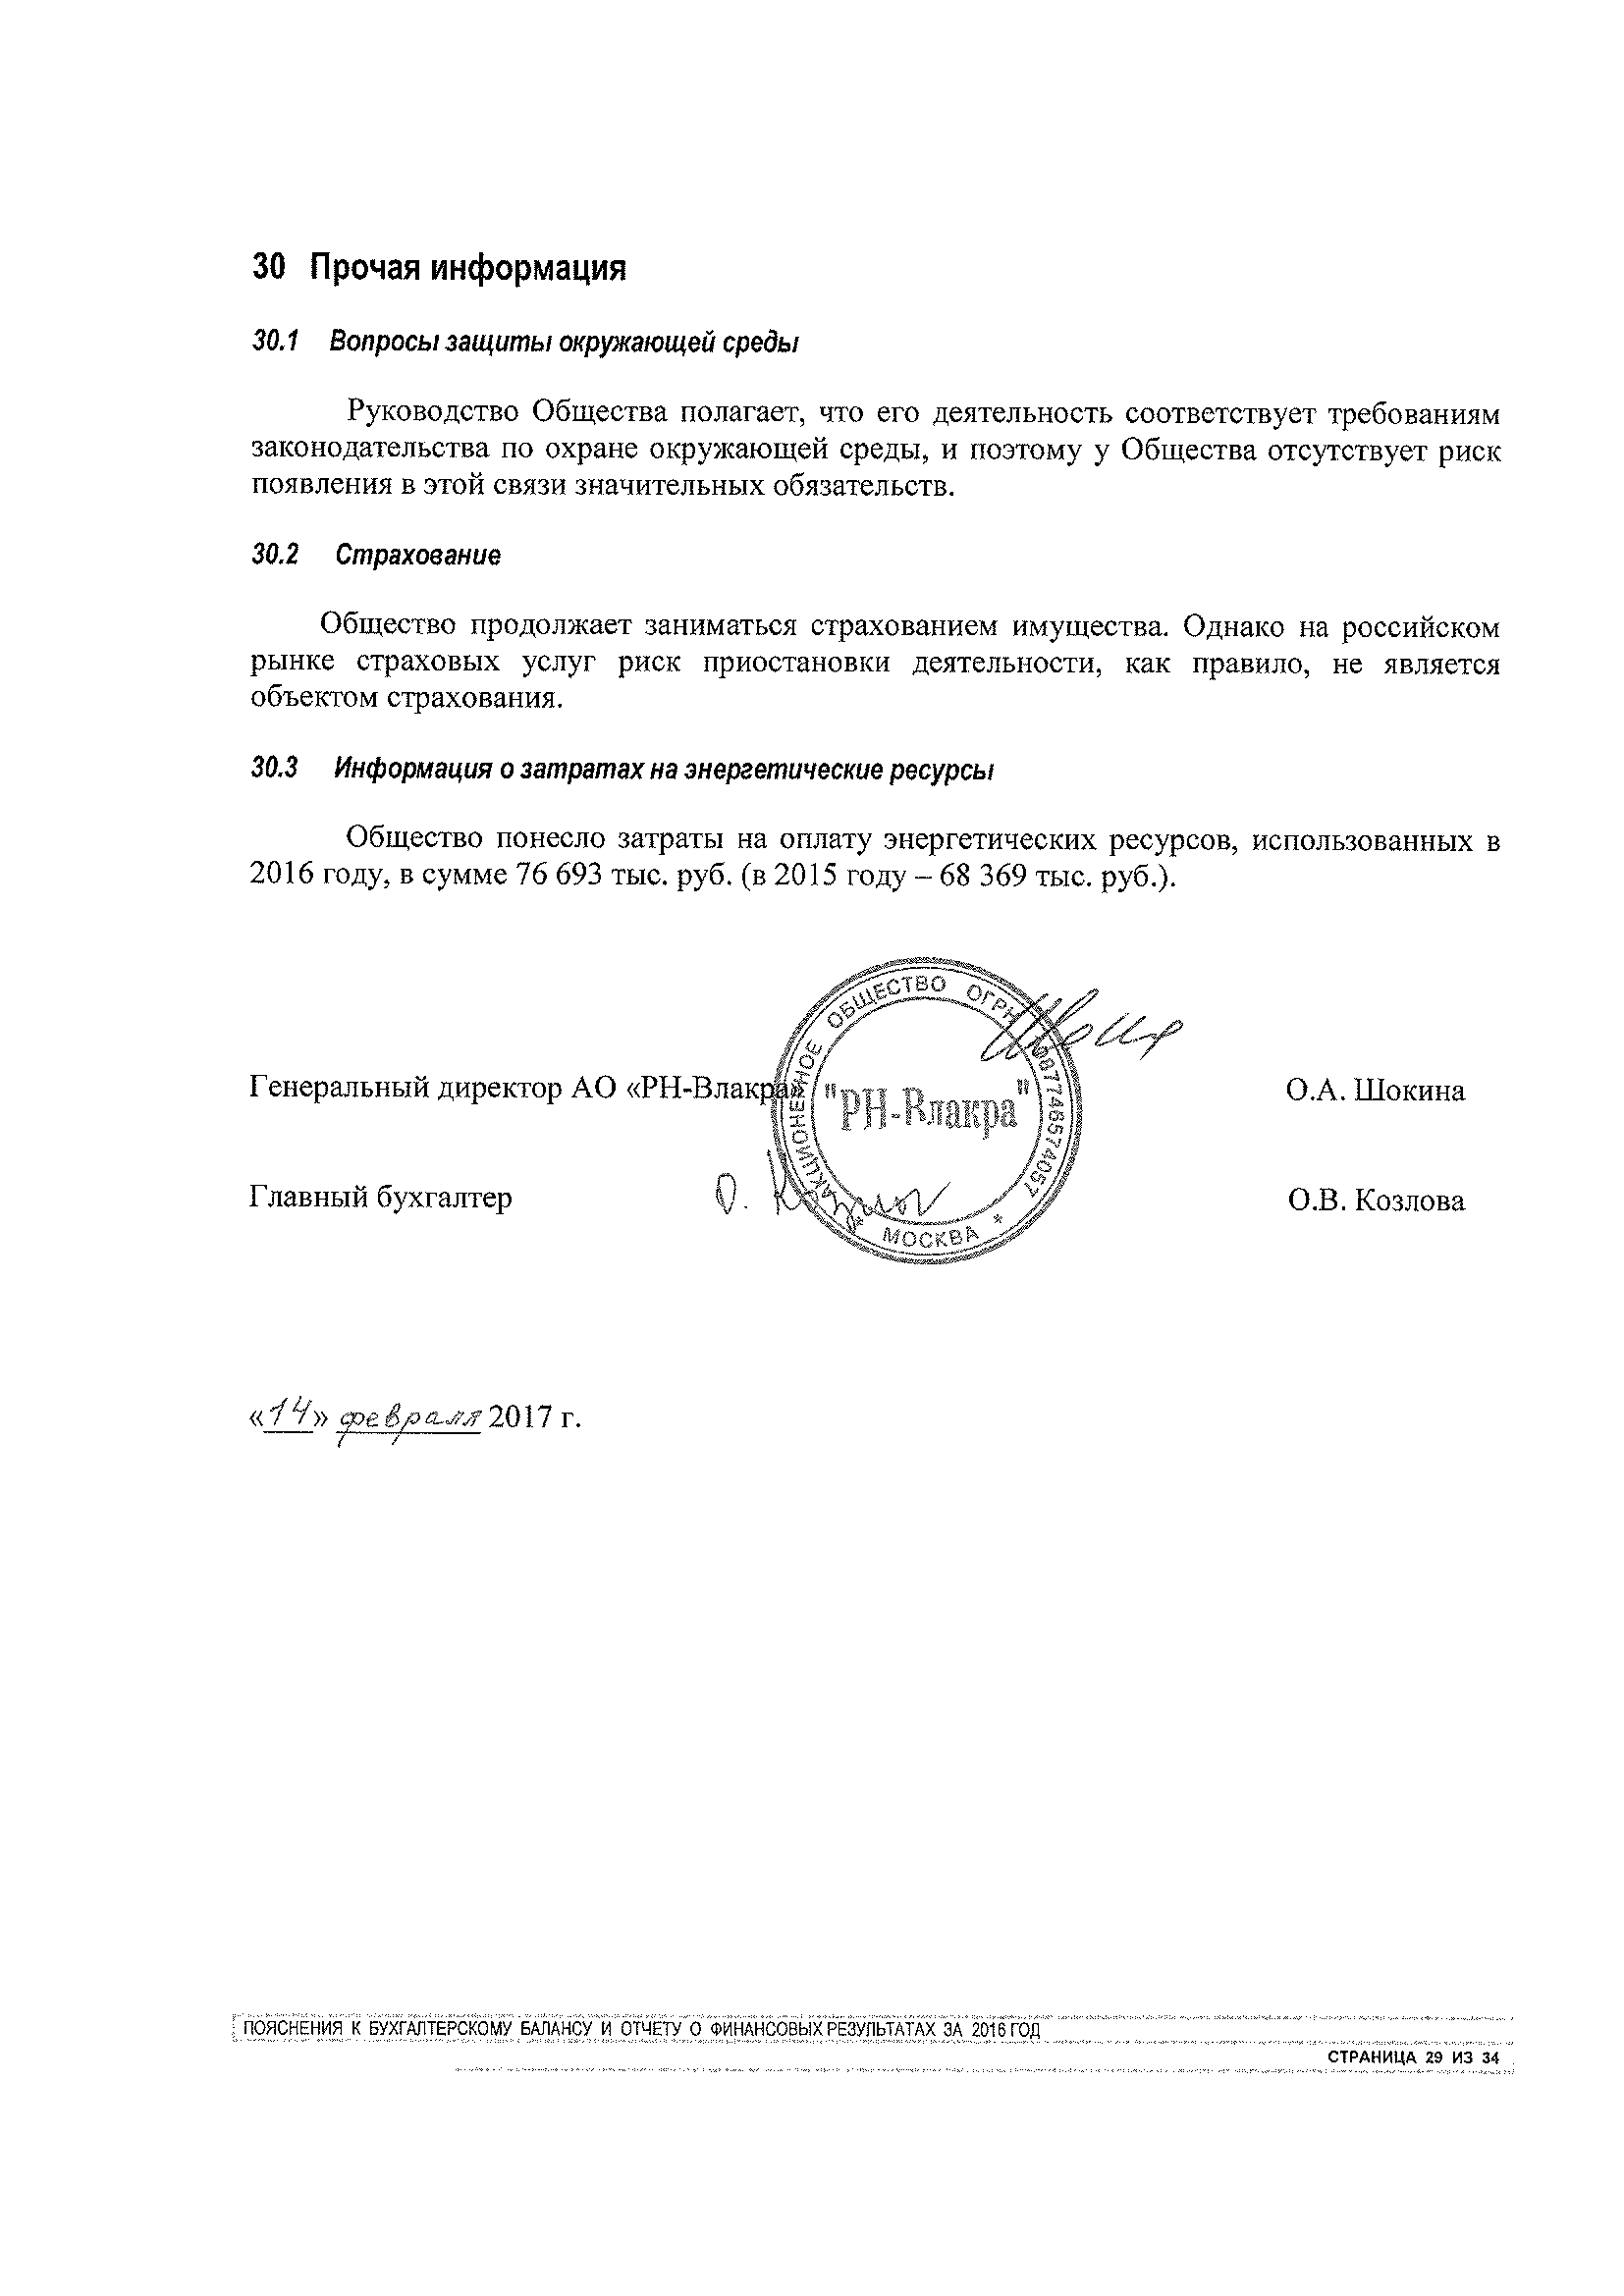 30 Прочая информация
30.1 Вопросы защиты окружающей среды
Руководство Общества полагает, что его деятельность соответствует требованиям
законодательства по охране окружающей среды, и поэтому у Общества отсутствует риск
появления в этой связи значительных обязательств.
30.2 Страхование
Общество продолжает заниматься страхованием имущества. Однако на российском
рынке страховых услуг риск приостановки деятельности, как правило, не является
объектом страхования.
30.3 Информация о затратах на энергетические ресурсы
Общество понесло затраты на оплату энергетических ресурсов, использованных в
2016 году, в сумме 76 693 тыс. руб. (в 2015 году – 68 369 тыс. руб.).
Генеральный директор АО «РН-Влакра»
О.А. Шокина
АКЦИОНЕРНОЕ ОБЩЕСТВО ОГРН
"РН-Влакра"
* МОСКВА *
Главный бухгалтер
О.В. Козлова
«14» февраля 2017 г.
ПОЯСНЕНИЯ К БУХГАЛТЕРСКОМУ БАЛАНСУ И ОТЧЕТУ О ФИНАНСОВЫХ РЕЗУЛЬТАТАХ ЗА 2016 ГОД
СТРАНИЦА 29 ИЗ 34